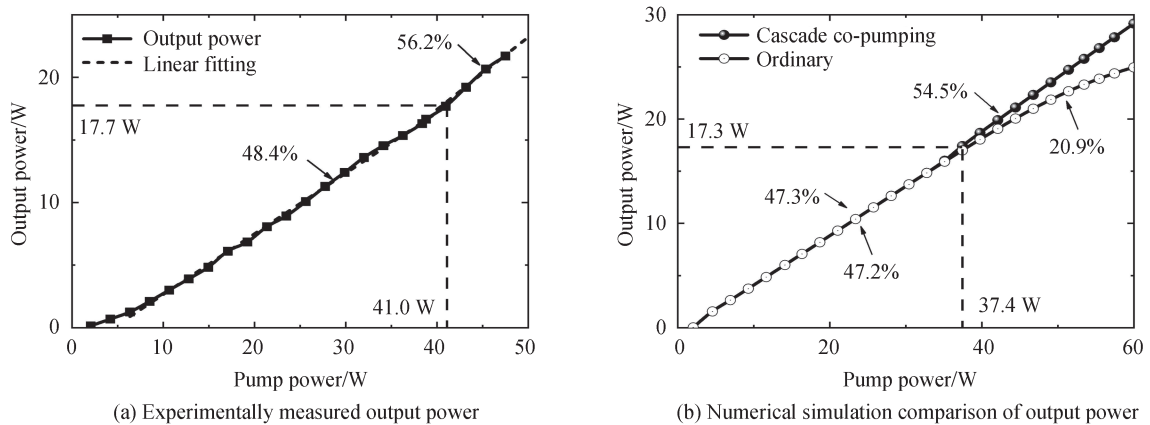 Output power/W
20
10
0
Output power
Linear fitting
56.2%
17.7 W
48.4%
41.0 W
0 10 20 30 40 50
Pump power/W
(a) Experimentally measured output power
Output power/W
30
20
10
0
Cascade co-pumping
Ordinary
54.5%
17.3 W
20.9%
47.3%
47.2%
37.4 W
0 20 40 60
Pump power/W
(b) Numerical simulation comparison of output power